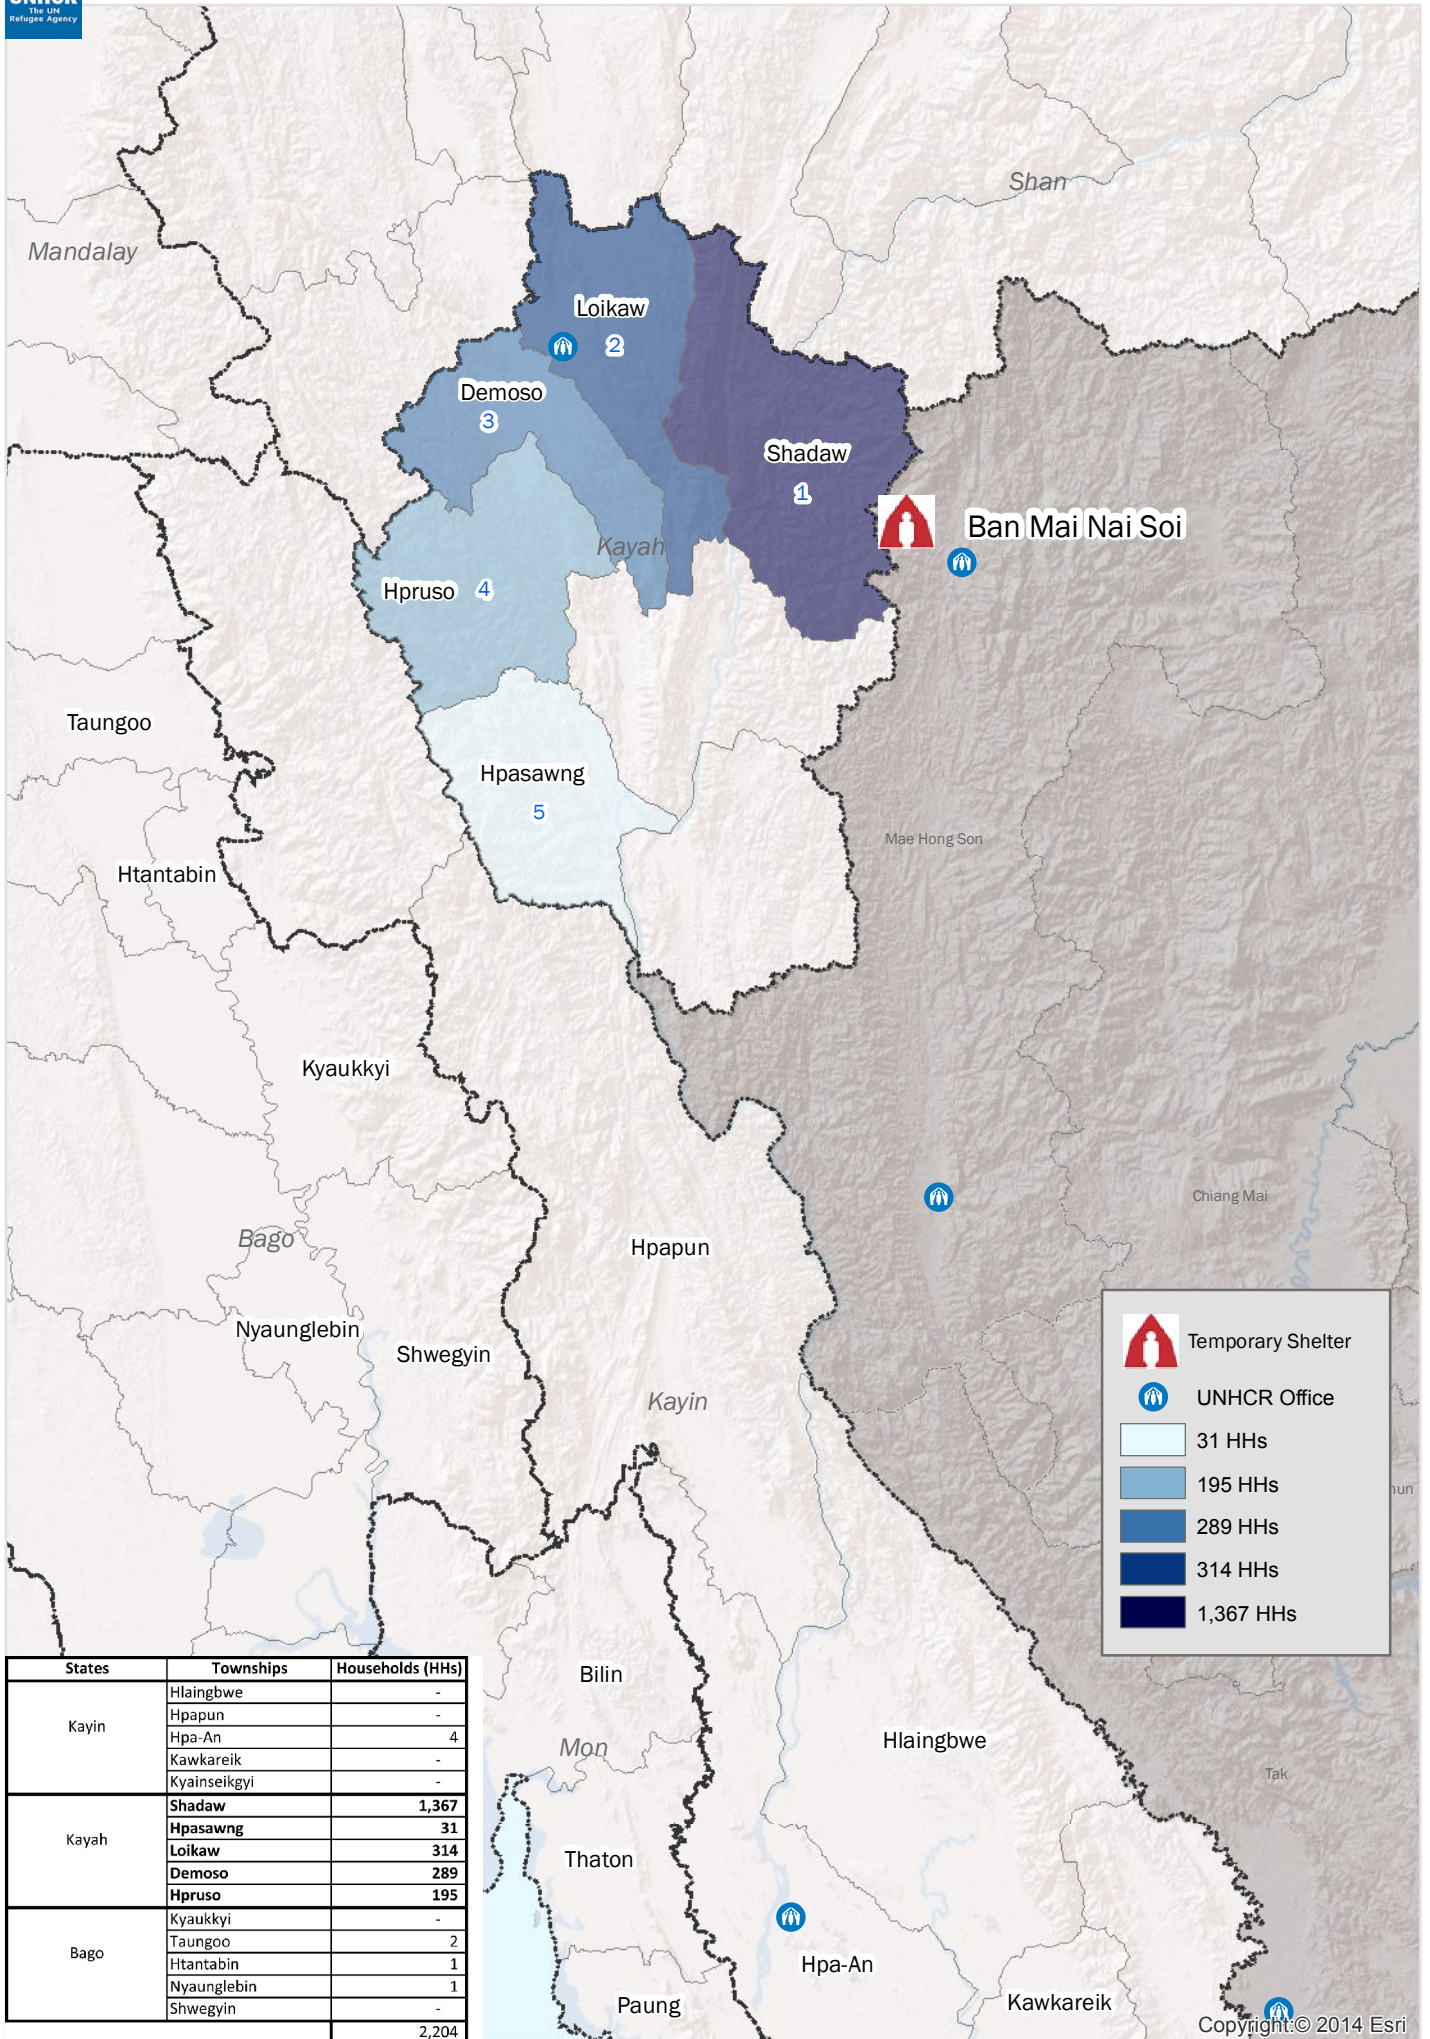 UNHCR
The UN
Refugee Agency
Shan
Mandalay
Loikaw
2
Demoso
3
Shadaw
1
Ban Mai Nai Soi
Kayah
Hpruso 4
Taungoo
Hpasawng
5
Mae Hong Son
Htantabin
Kyaukkyi
Chiang Mai
Bago
Hpapun
Nyaunglebin
Shwegyin
Kayin
Temporary Shelter
UNHCR Office
31 HHs
195 HHs
289 HHs
314 HHs
1,367 HHs
Bilin
Mon
Hlaingbwe
Tak
Thaton
Hpa-An
Paung
Kawkareik
States Townships Households (HHs)
Kayin
Hlaingbwe -
Hpapun -
Hpa-An 4
Kawkareik -
Kyainseikgyi -
Kayah
Shadaw 1,367
Hpasawng 31
Loikaw 314
Demoso 289
Hpruso 195
Bago
Kyaukkyi -
Taungoo 2
Htantabin 1
Nyaunglebin 1
Shwegyin -
2,204
Copyright:© 2014 Esri